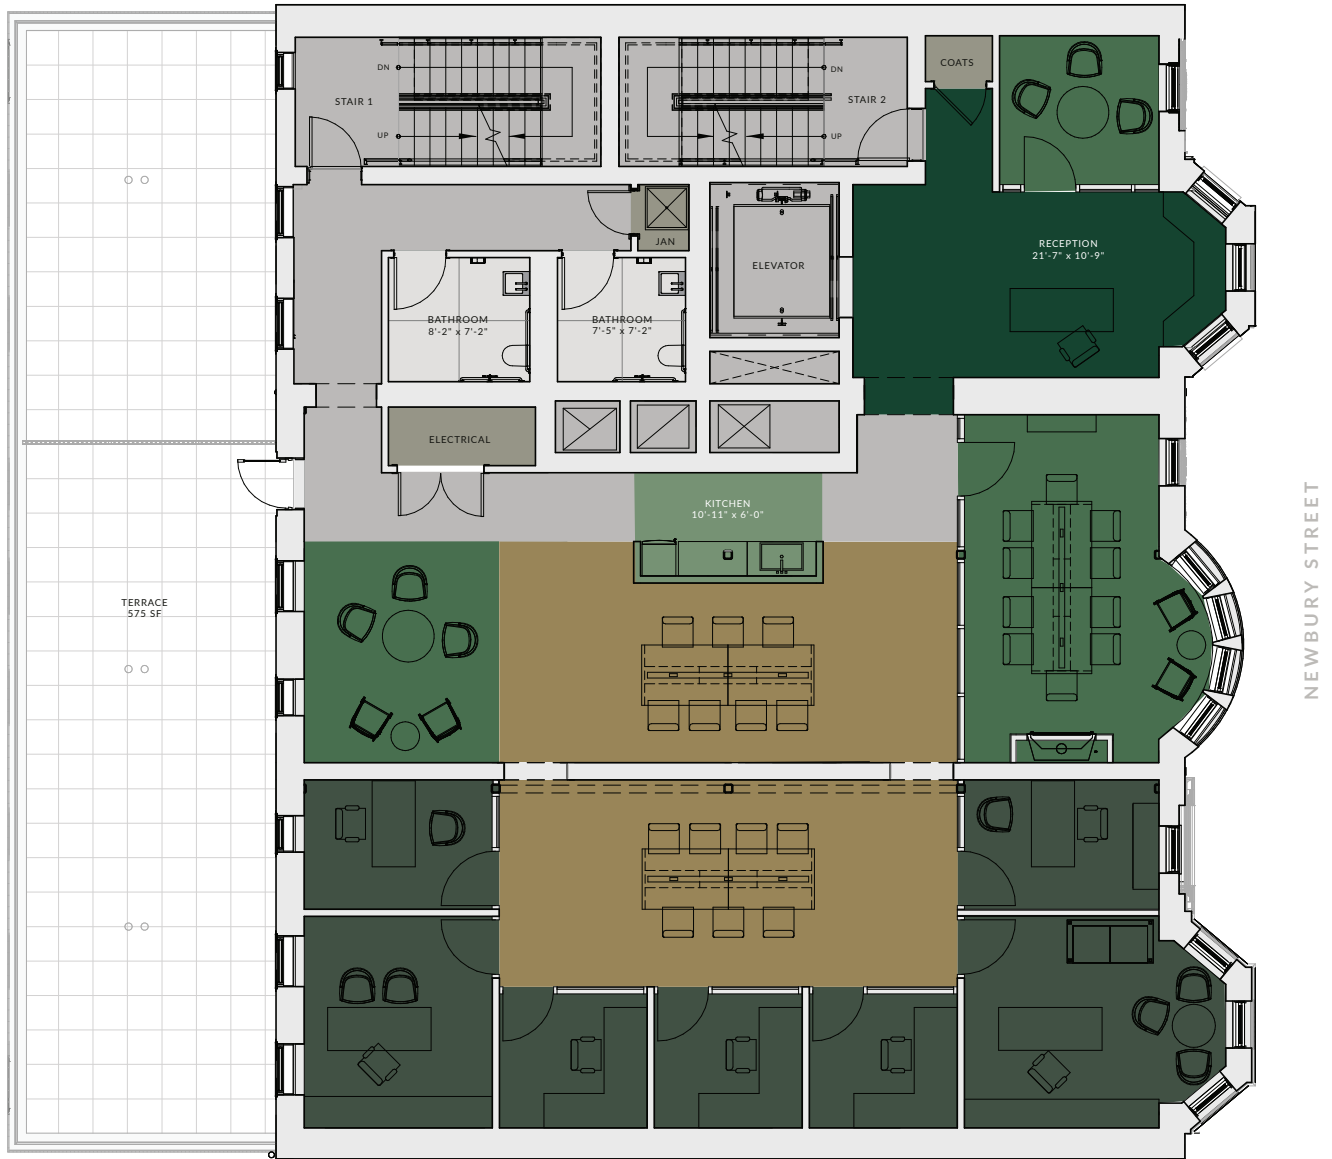 COATS
DN
STAIR 1
UP
DN
STAIR 2
UP
JAN
RECEPTION
21'-7" x 10'-9"
ELEVATOR
BATHROOM
8'-2" x 7'-2"
BATHROOM
7'-5" x 7'-2"
ELECTRICAL
KITCHEN
10'-11" x 6'-0"
TERRACE
575 SF
NEWBURY STREET